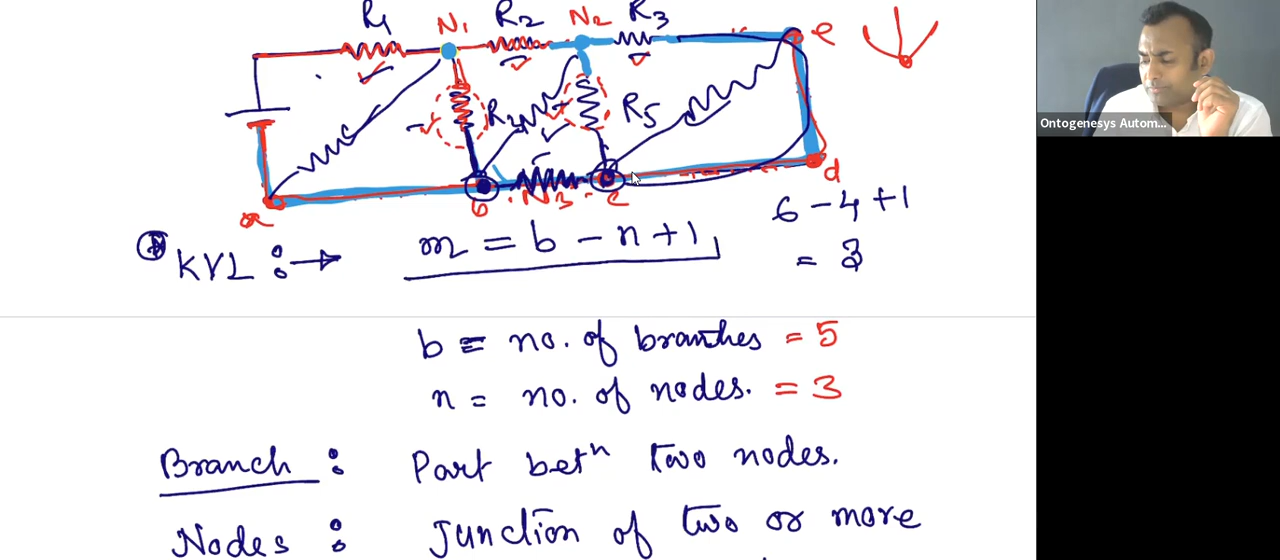 R1 N1 R2 N2 R3 e
R4 R5
a b N3 c d
6 - 4 + 1
KVL : → m = b - n + 1
= 3
b = no. of branches = 5
n = no. of nodes. = 3
Branch : Part betⁿ two nodes.
Nodes : Junction of two or more
Ontogenesys Autom...